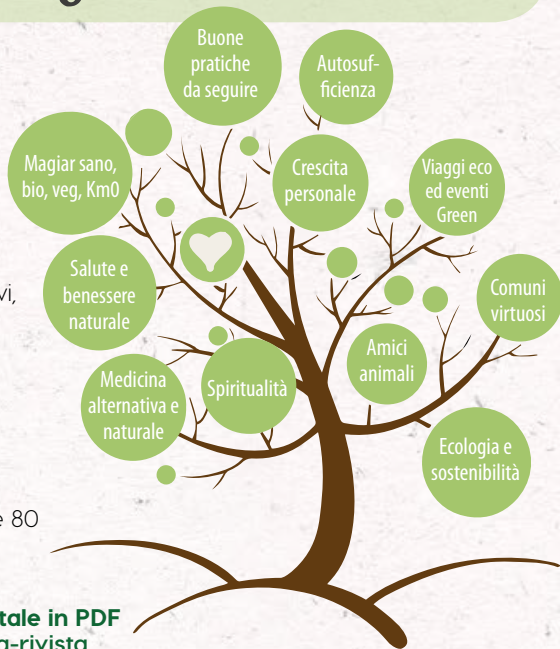 Buone
pratiche
da seguire
Autosuf-
ficienza
Magiar sano,
bio, veg, Km0
Crescita
personale
Viaggi eco
ed eventi
Green
Salute e
benessere
naturale
vi,
Comuni
virtuosi
Amici
animali
Medicina
alternativa e
naturale
Spiritualità
Ecologia e
sostenibilità
e 80
tale in PDF
a-rivista